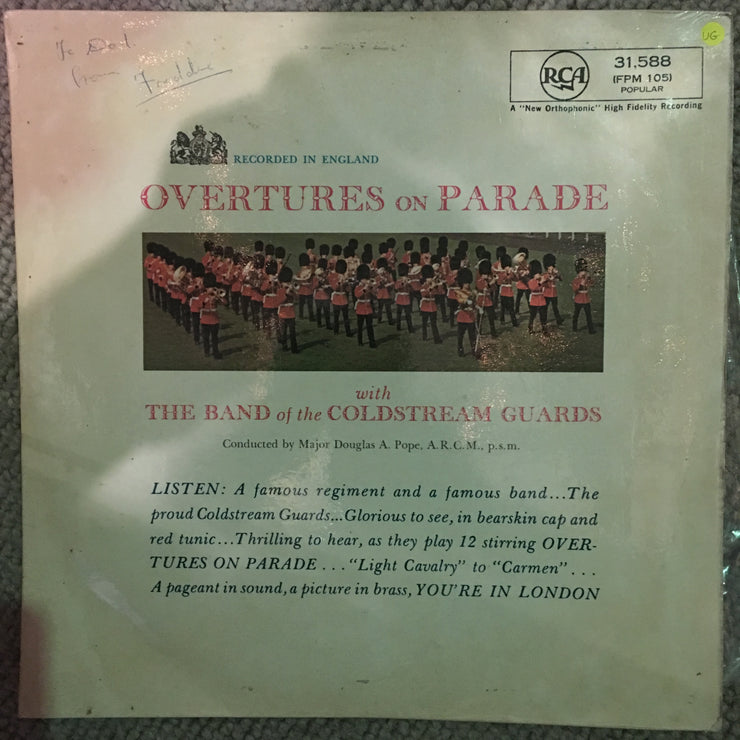 To Dad.
from Freddie
UG
RCA
31,588
(FPM 105)
POPULAR
A "New Orthophonic" High Fidelity Recording
RECORDED IN ENGLAND
OVERTURES ON PARADE
with
THE BAND of the COLDSTREAM GUARDS
Conducted by Major Douglas A. Pope, A.R.C.M., p.s.m.
LISTEN: A famous regiment and a famous band...The
proud Coldstream Guards...Glorious to see, in bearskin cap and
red tunic...Thrilling to hear, as they play 12 stirring OVER-
TURES ON PARADE ... "Light Cavalry" to "Carmen" ...
A pageant in sound, a picture in brass, YOU'RE IN LONDON